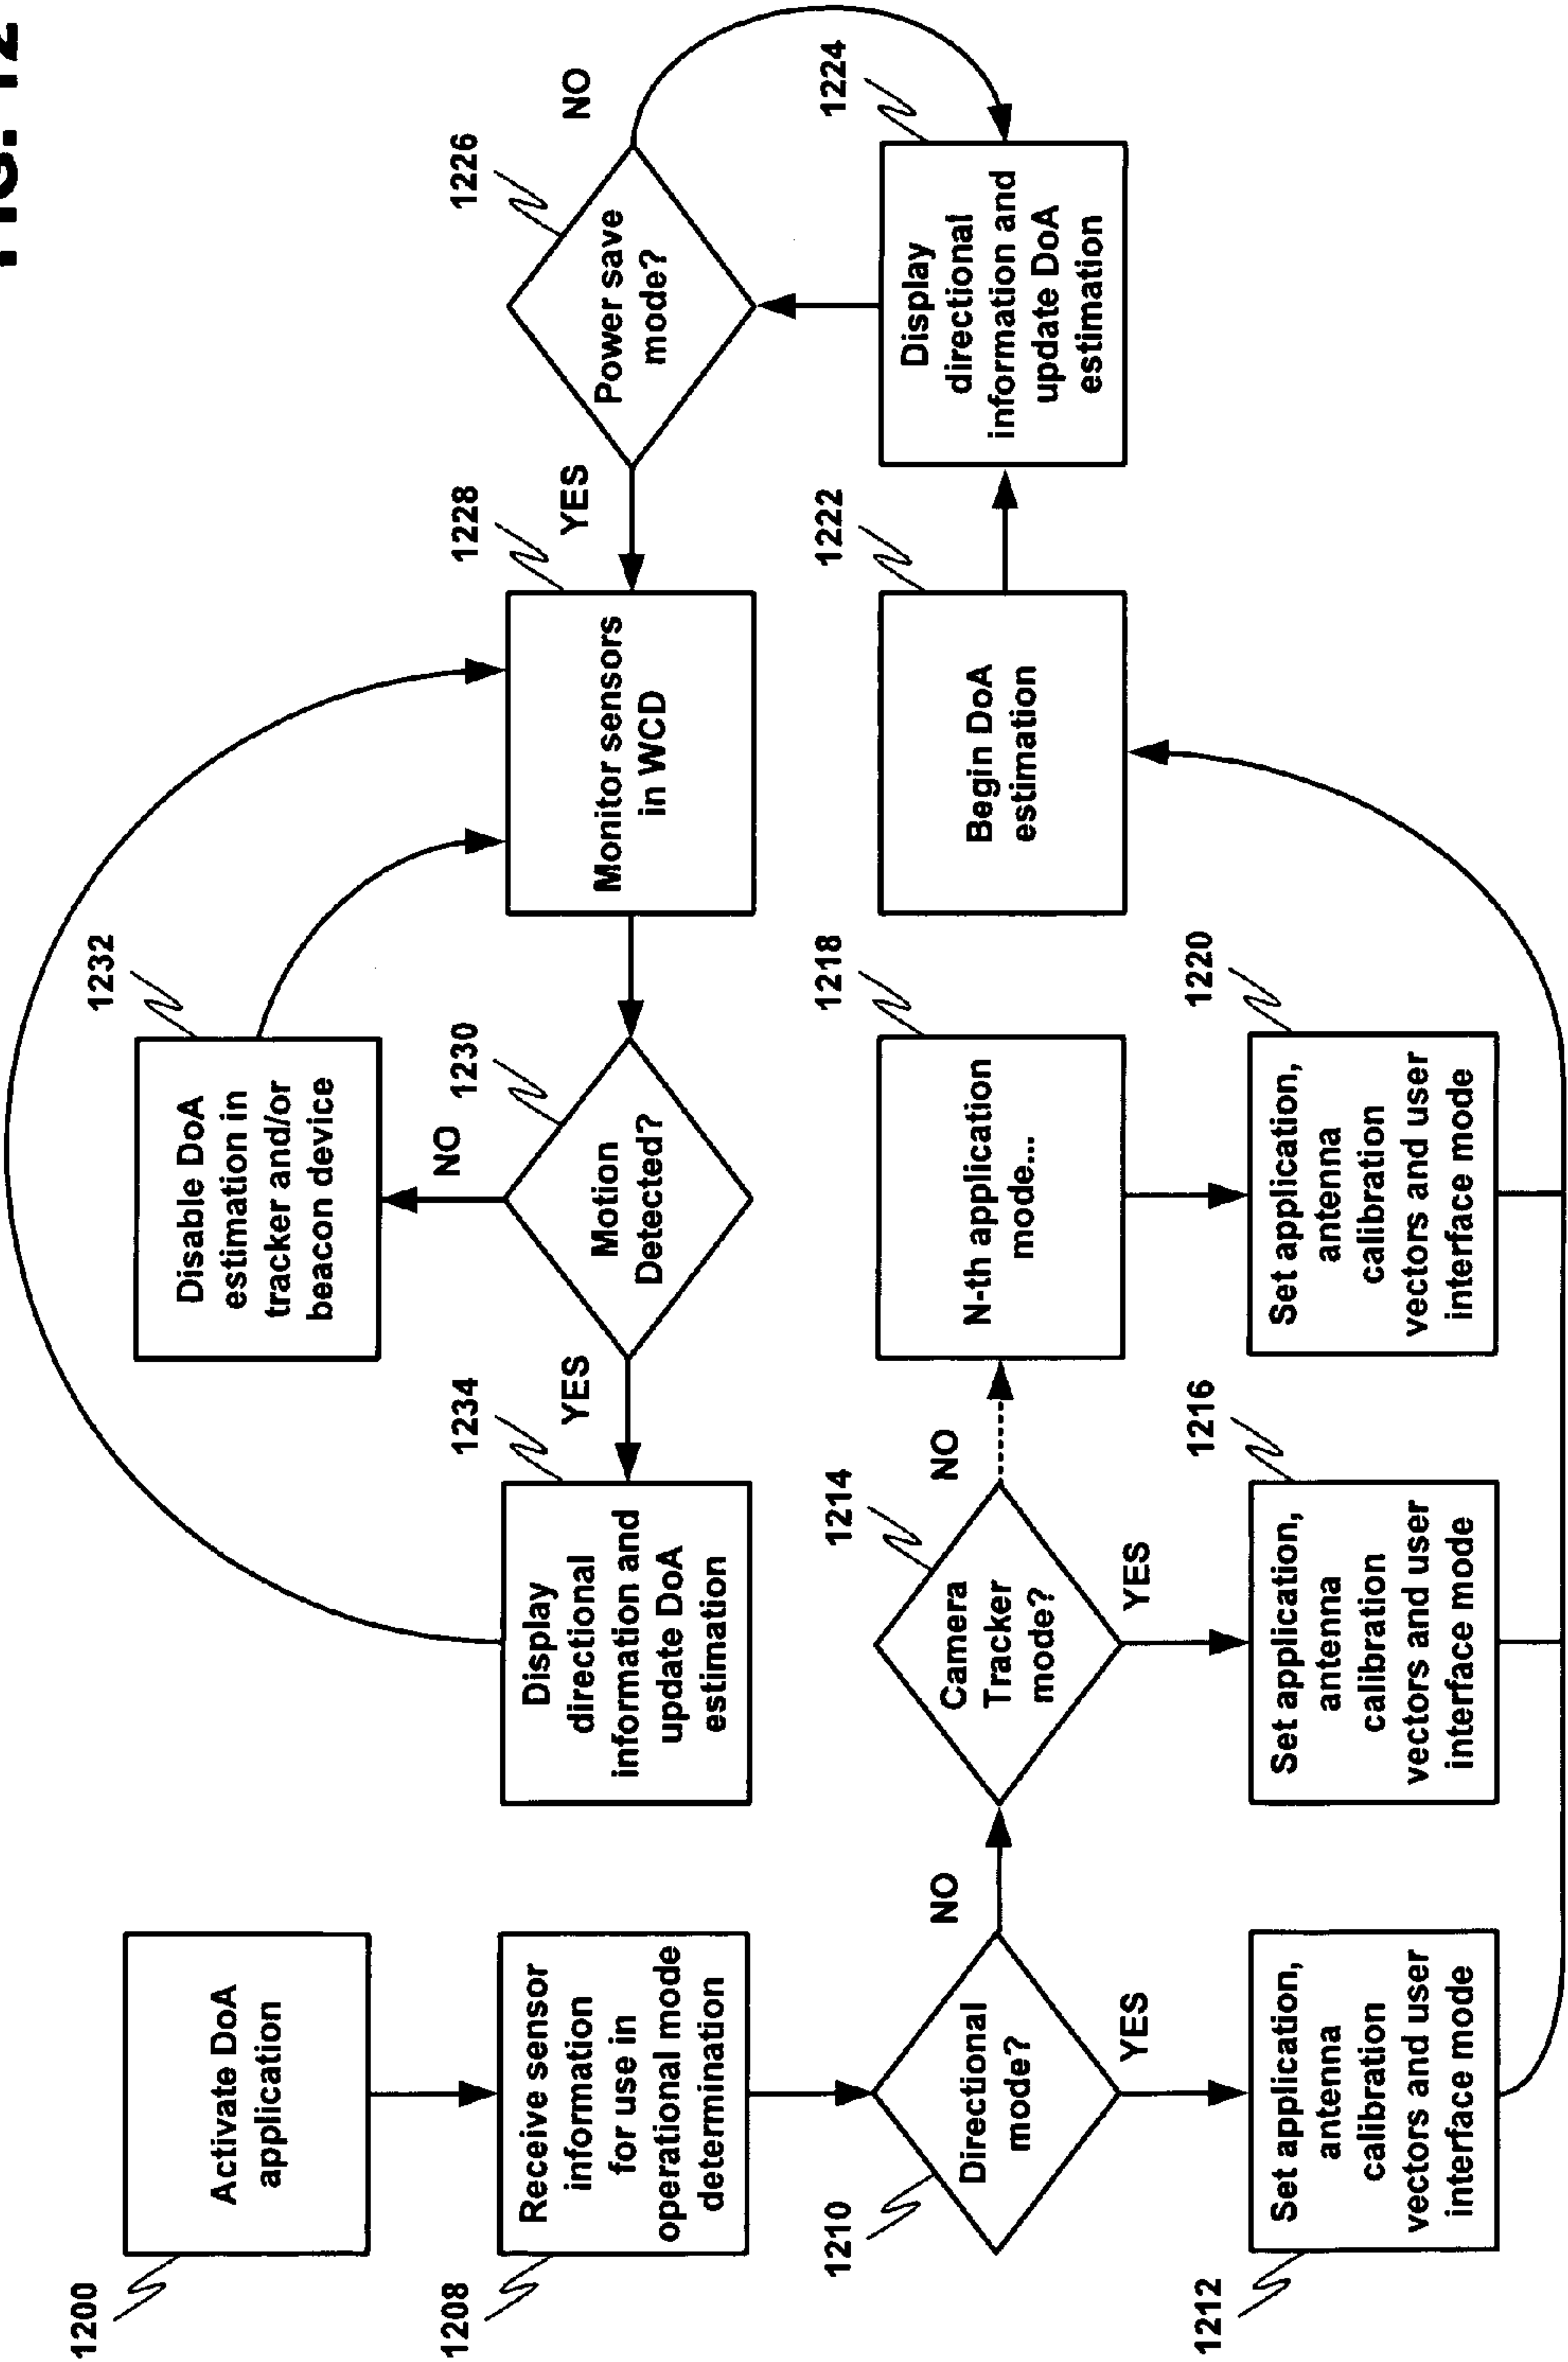 FIG. 12
1200
Activate DoA
application
1208
Receive sensor
information
for use in
operational mode
determination
1210
Directional
mode?
NO
YES
1212
Set application,
antenna
calibration
vectors and user
interface mode
1214
Camera
Tracker
mode?
NO
YES
1216
Set application,
antenna
calibration
vectors and user
interface mode
1218
N-th application
mode...
1220
Set application,
antenna
calibration
vectors and user
interface mode
1222
Begin DoA
estimation
1224
Display
directional
information and
update DoA
estimation
1226
Power save
mode?
NO
YES
1228
Monitor sensors
in WCD
1230
Motion
Detected?
NO
YES
1232
Disable DoA
estimation in
tracker and/or
beacon device
1234
Display
directional
information and
update DoA
estimation